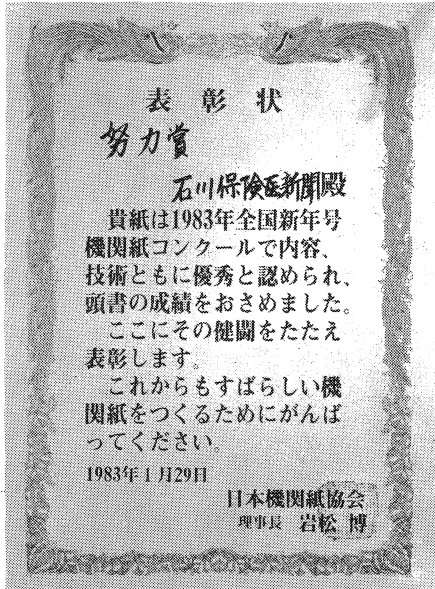 表彰状
努力賞
石川保険医新聞殿
貴紙は1983年全国新年号
機関紙コンクールで内容、
技術ともに優秀と認められ、
頭書の成績をおさめました。
ここにその健闘をたたえ
表彰します。
これからもすばらしい機
関紙をつくるためにがんば
ってください。
1983年1月29日
日本機関紙協会
理事長 岩松 博